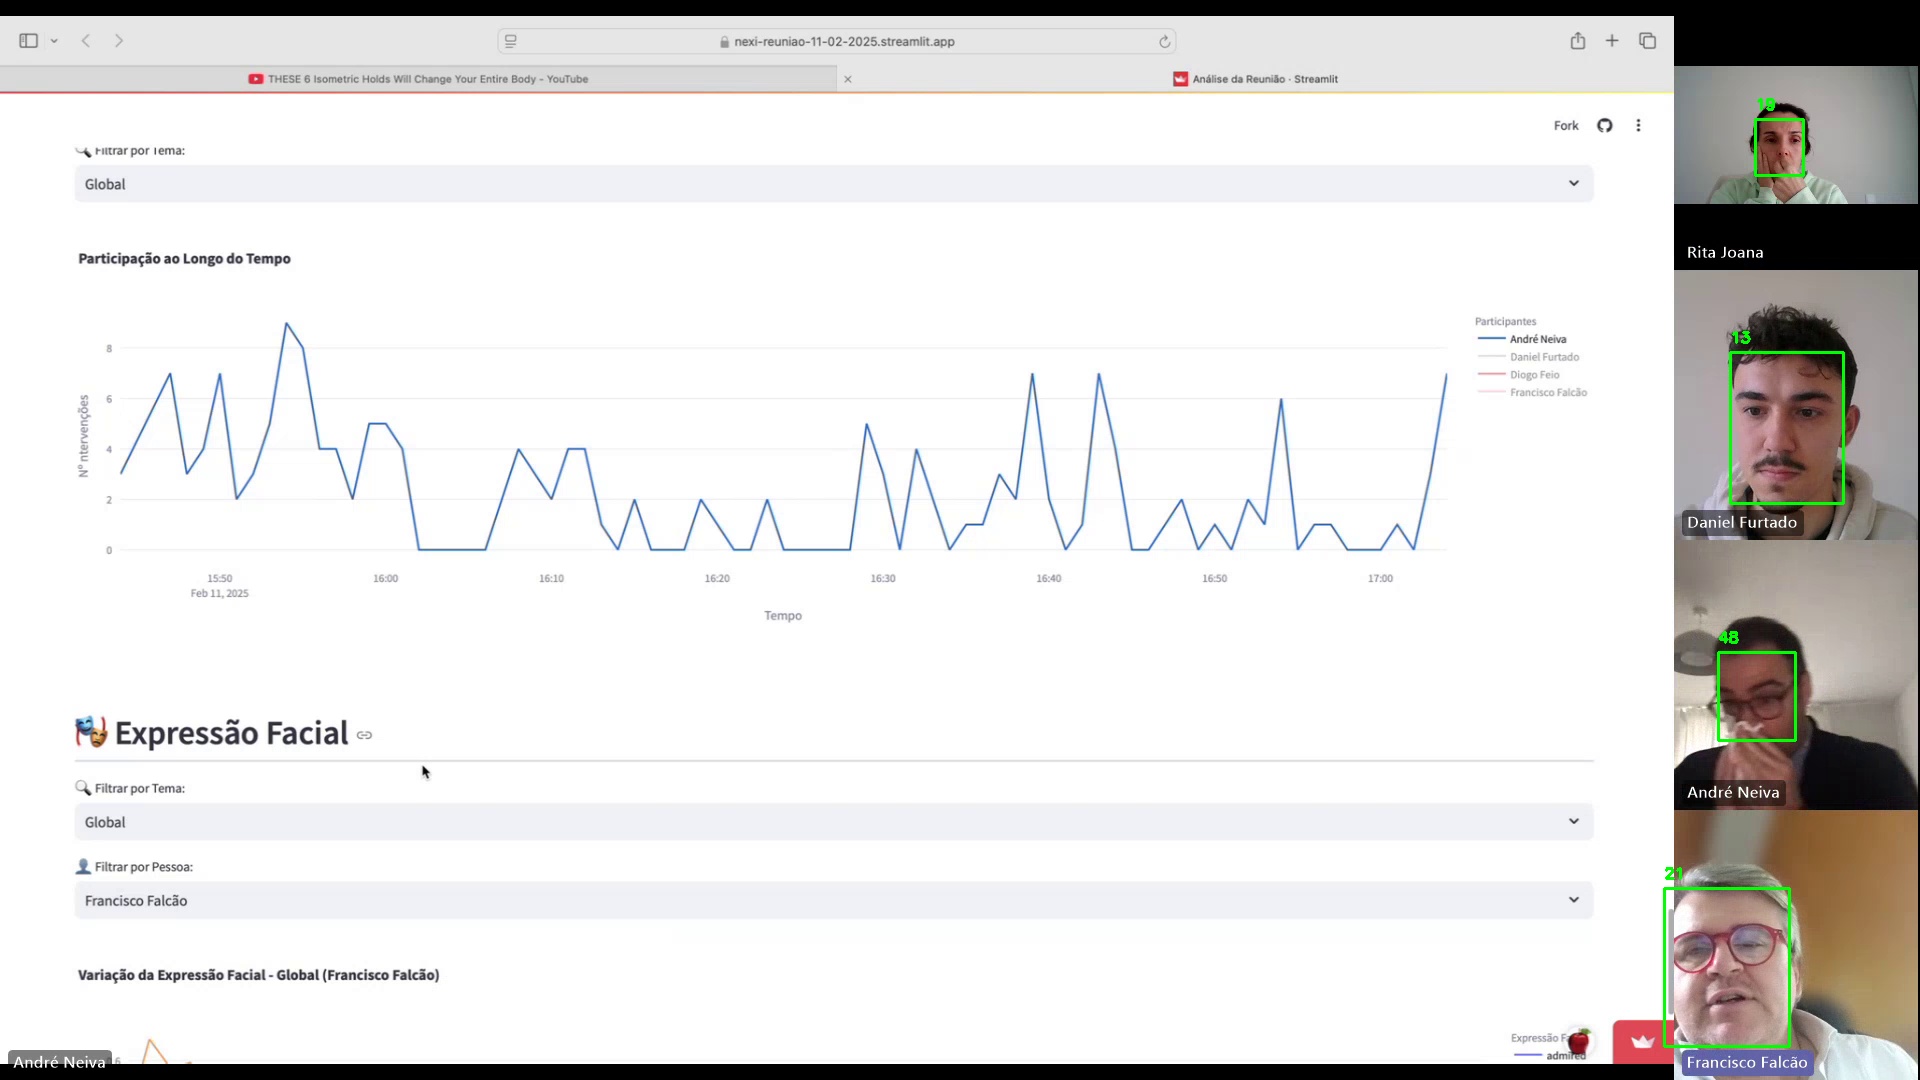 nexi-reuniao-11-02-2025.streamlit.app
THESE 6 Isometric Holds Will Change Your Entire Body - YouTube
Análise da Reunião · Streamlit
Fork
Filtrar por Tema:
Global
Participação ao Longo do Tempo
Nº ntervenções
8
6
4
2
0
15:50
Feb 11, 2025
16:00
16:10
16:20
16:30
16:40
16:50
17:00
Tempo
Participantes
André Neiva
Daniel Furtado
Diogo Feio
Francisco Falcão
Expressão Facial
Filtrar por Tema:
Global
Filtrar por Pessoa:
Francisco Falcão
Variação da Expressão Facial - Global (Francisco Falcão)
Expressão
admired
André Neiva
19
Rita Joana
13
Daniel Furtado
48
André Neiva
21
Francisco Falcão